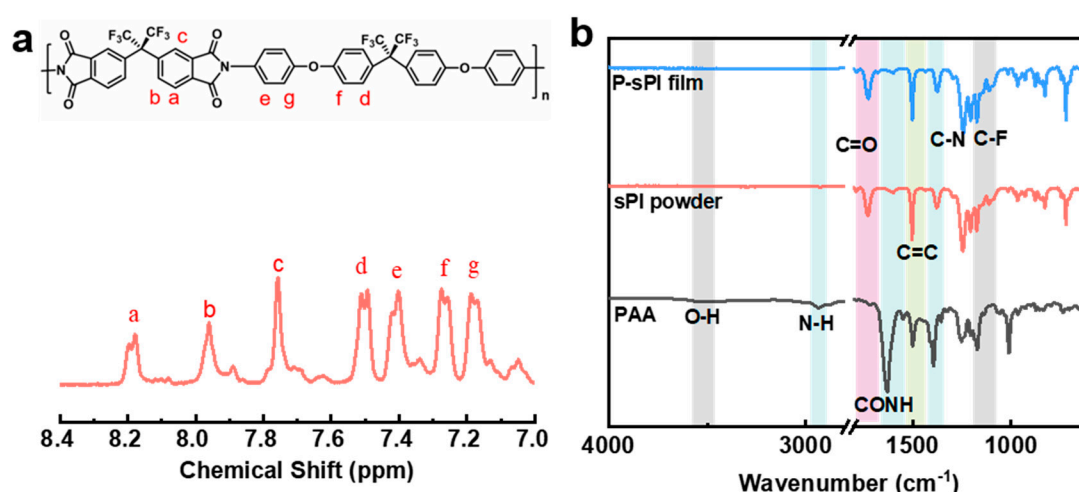 a
F₃C CF₃
F₃C CF₃
O
c
O
O
N
N
O
O
O
O
n
b a
e g
f d
a
b
c
d
e
f
g
8.4 8.2 8.0 7.8 7.6 7.4 7.2 7.0
Chemical Shift (ppm)
b
P-sPI film
C=O
C-N
C-F
sPI powder
C=C
PAA
O-H
N-H
CONH
4000 3000 1500 1000
Wavenumber (cm⁻¹)